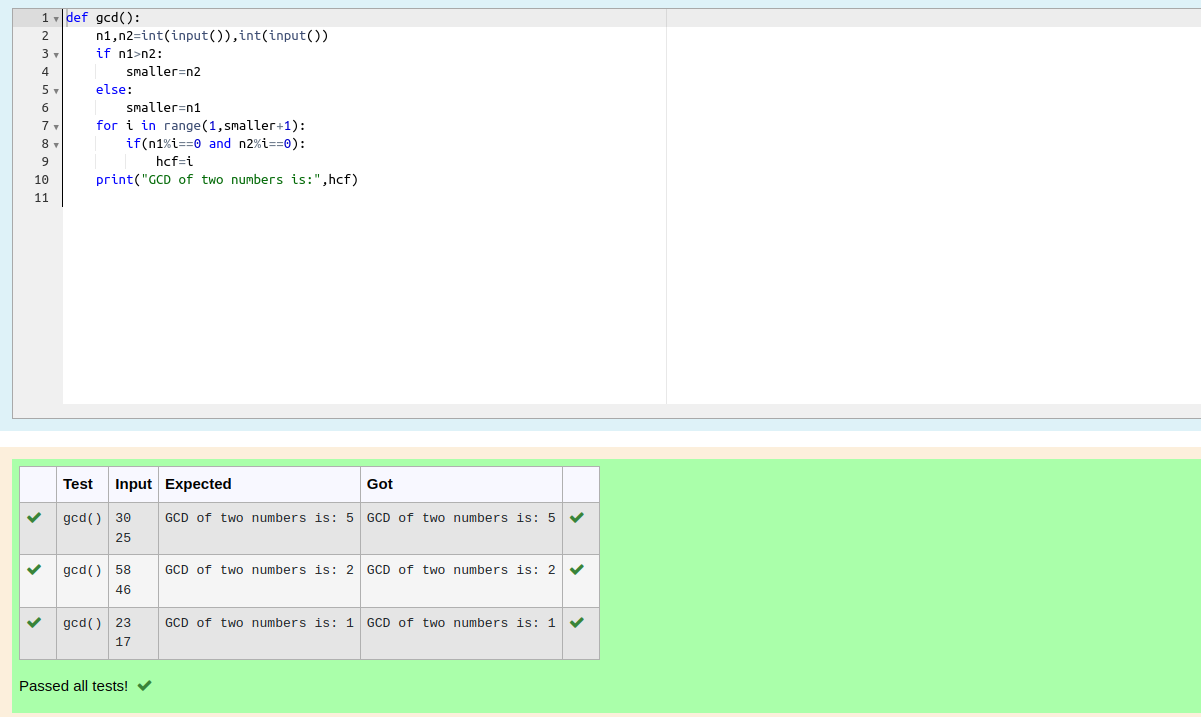 1 def gcd():
2     n1,n2=int(input()),int(input())
3     if n1>n2:
4         smaller=n2
5     else:
6         smaller=n1
7     for i in range(1,smaller+1):
8         if(n1%i==0 and n2%i==0):
9             hcf=i
10     print("GCD of two numbers is:",hcf)
11
Test Input Expected Got
gcd() 30 GCD of two numbers is: 5 GCD of two numbers is: 5
25
gcd() 58 GCD of two numbers is: 2 GCD of two numbers is: 2
46
gcd() 23 GCD of two numbers is: 1 GCD of two numbers is: 1
17
Passed all tests!